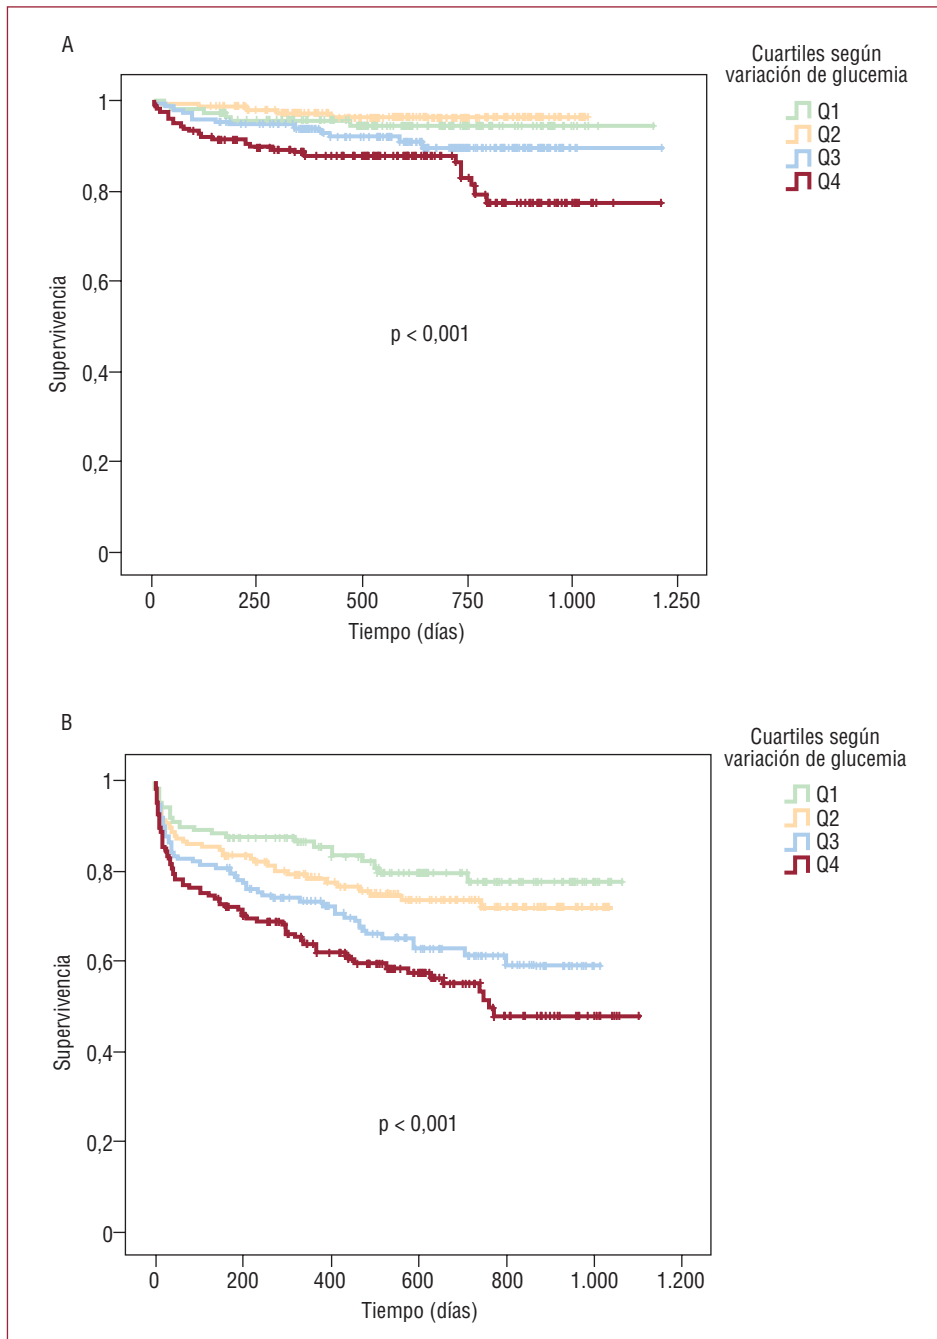 A
Cuartiles según
variación de glucemia
Q1
Q2
Q3
Q4
1
0,8
0,6
0,4
0,2
0
Supervivencia
p < 0,001
0 250 500 750 1.000 1.250
Tiempo (días)
B
Cuartiles según
variación de glucemia
Q1
Q2
Q3
Q4
1
0,8
0,6
0,4
0,2
0
Supervivencia
p < 0,001
0 200 400 600 800 1.000 1.200
Tiempo (días)